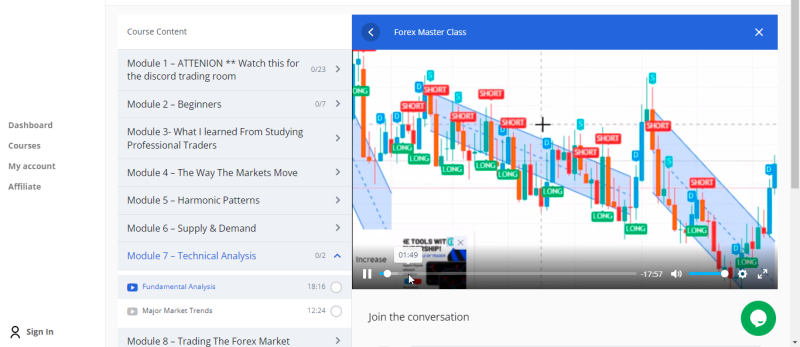 Course Content
Module 1 – ATTENION ** Watch this for
the discord trading room
0/23
Module 2 – Beginners
0/7
Module 3- What I learned From Studying
Professional Traders
Module 4 – The Way The Markets Move
Module 5 – Harmonic Patterns
Module 6 – Supply & Demand
Module 7 – Technical Analysis
0/2
Fundamental Analysis
18:16
Major Market Trends
12:24
Module 8 – Trading The Forex Market
Dashboard
Courses
My account
Affiliate
Sign In
Forex Master Class
S
S
S
S
S
S
D
D
D
D
D
D
D
SHORT
SHORT
SHORT
SHORT
SHORT
SHORT
SHORT
SHORT
SHORT
LONG
LONG
LONG
LONG
LONG
LONG
LONG
LONG
LONG
LONG
Increase
HE TOOLS WIT
RSHIP!
01:49
-17:57
Join the conversation